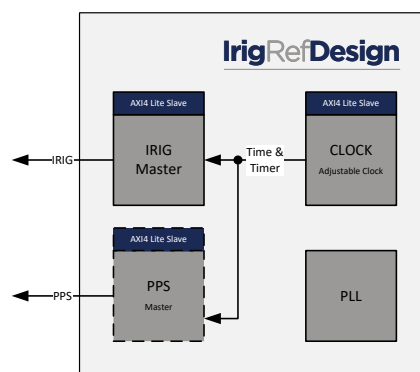 IrigRefDesign
AXI4 Lite Slave
AXI4 Lite Slave
IRIG
IRIG
Master
Time &
Timer
CLOCK
Adjustable Clock
AXI4 Lite Slave
PPS
PPS
Master
PLL